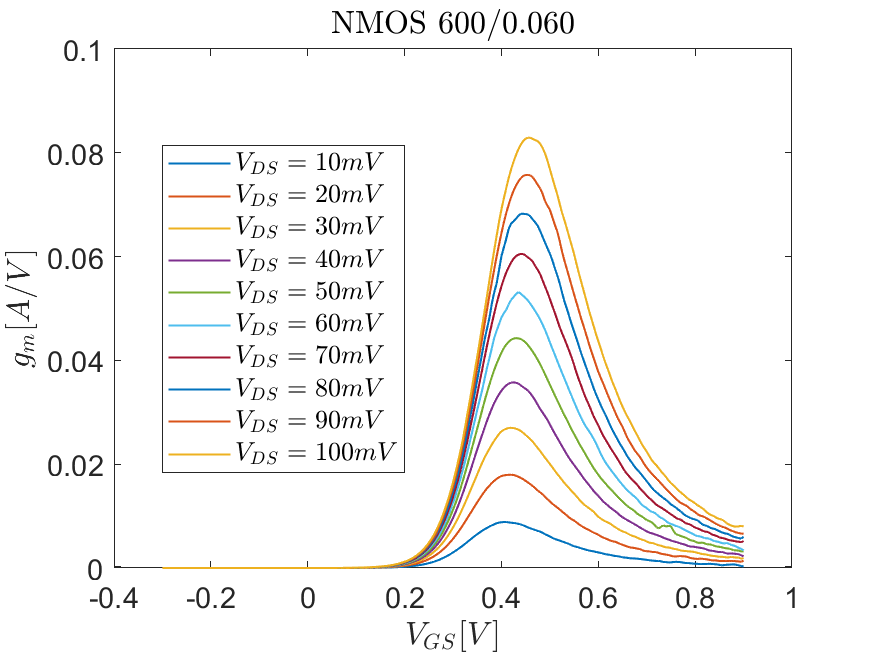 NMOS 600/0.060
0.1
0.08
0.06
0.04
0.02
0
g_m[A/V]
V_DS = 10mV
V_DS = 20mV
V_DS = 30mV
V_DS = 40mV
V_DS = 50mV
V_DS = 60mV
V_DS = 70mV
V_DS = 80mV
V_DS = 90mV
V_DS = 100mV
-0.4 -0.2 0 0.2 0.4 0.6 0.8 1
V_GS[V]